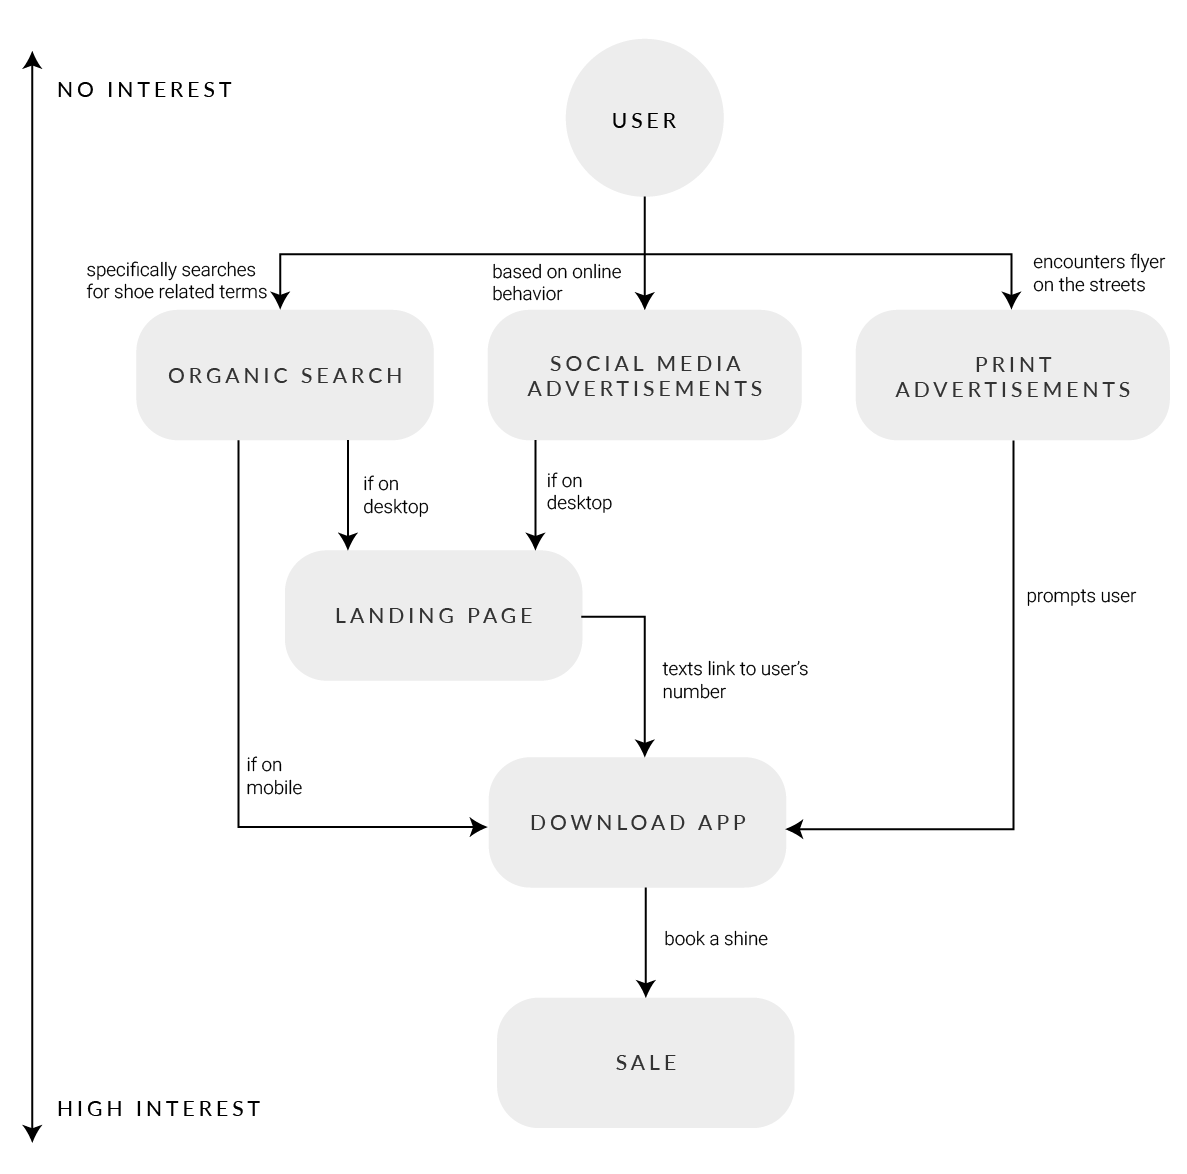 NO INTEREST
USER
specifically searches
for shoe related terms
based on online
behavior
encounters flyer
on the streets
ORGANIC SEARCH
SOCIAL MEDIA
ADVERTISEMENTS
PRINT
ADVERTISEMENTS
if on
desktop
if on
desktop
LANDING PAGE
prompts user
texts link to user's
number
if on
mobile
DOWNLOAD APP
book a shine
SALE
HIGH INTEREST